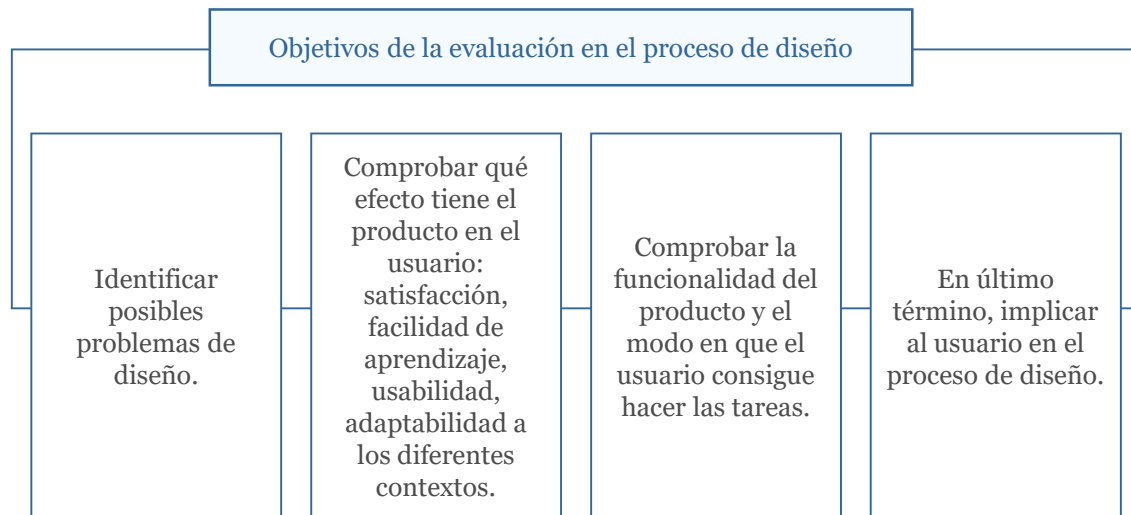 Objetivos de la evaluación en el proceso de diseño
Identificar
posibles
problemas de
diseño.
Comprobar qué
efecto tiene el
producto en el
usuario:
satisfacción,
facilidad de
aprendizaje,
usabilidad,
adaptabilidad a
los diferentes
contextos.
Comprobar la
funcionalidad del
producto y el
modo en que el
usuario consigue
hacer las tareas.
En último
término, implicar
al usuario en el
proceso de diseño.